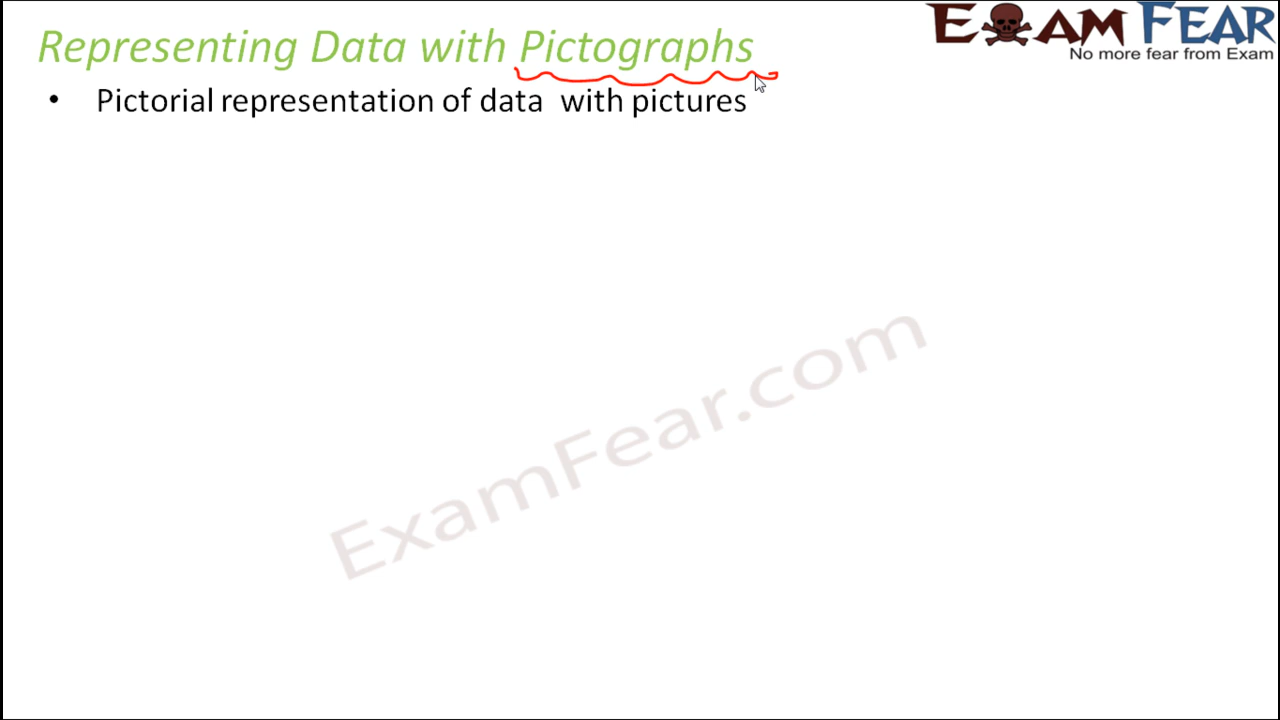 Representing Data with Pictographs
EXAM FEAR
No more fear from Exam
• Pictorial representation of data with pictures
ExamFear.com